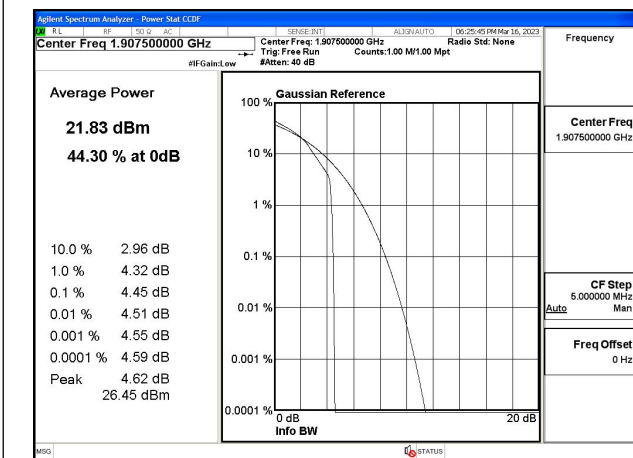 Agilent Spectrum Analyzer - Power Stat CCDF
LXI RL RF 50 Ω AC SENSE:INT ALIGN AUTO 06:25:45 PM Mar 16, 2023
Center Freq 1.907500000 GHz
Center Freq: 1.907500000 GHz Radio Std: None
Trig: Free Run Counts:1.00 M/1.00 Mpt
#IFGain:Low #Atten: 40 dB
Frequency
Average Power
21.83 dBm
44.30 % at 0dB
10.0 % 2.96 dB
1.0 % 4.32 dB
0.1 % 4.45 dB
0.01 % 4.51 dB
0.001 % 4.55 dB
0.0001 % 4.59 dB
Peak 4.62 dB
26.45 dBm
Gaussian Reference
100 %
10 %
1 %
0.1 %
0.01 %
0.001 %
0.0001 %
0 dB 20 dB
Info BW
Center Freq
1.907500000 GHz
CF Step
5.000000 MHz
Auto Man
Freq Offset
0 Hz
MSG STATUS